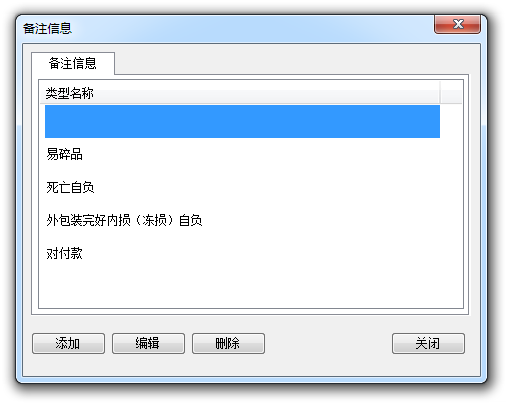 备注信息
备注信息
类型名称
易碎品
死亡自负
外包装完好内损（冻损）自负
对付款
添加
编辑
删除
关闭